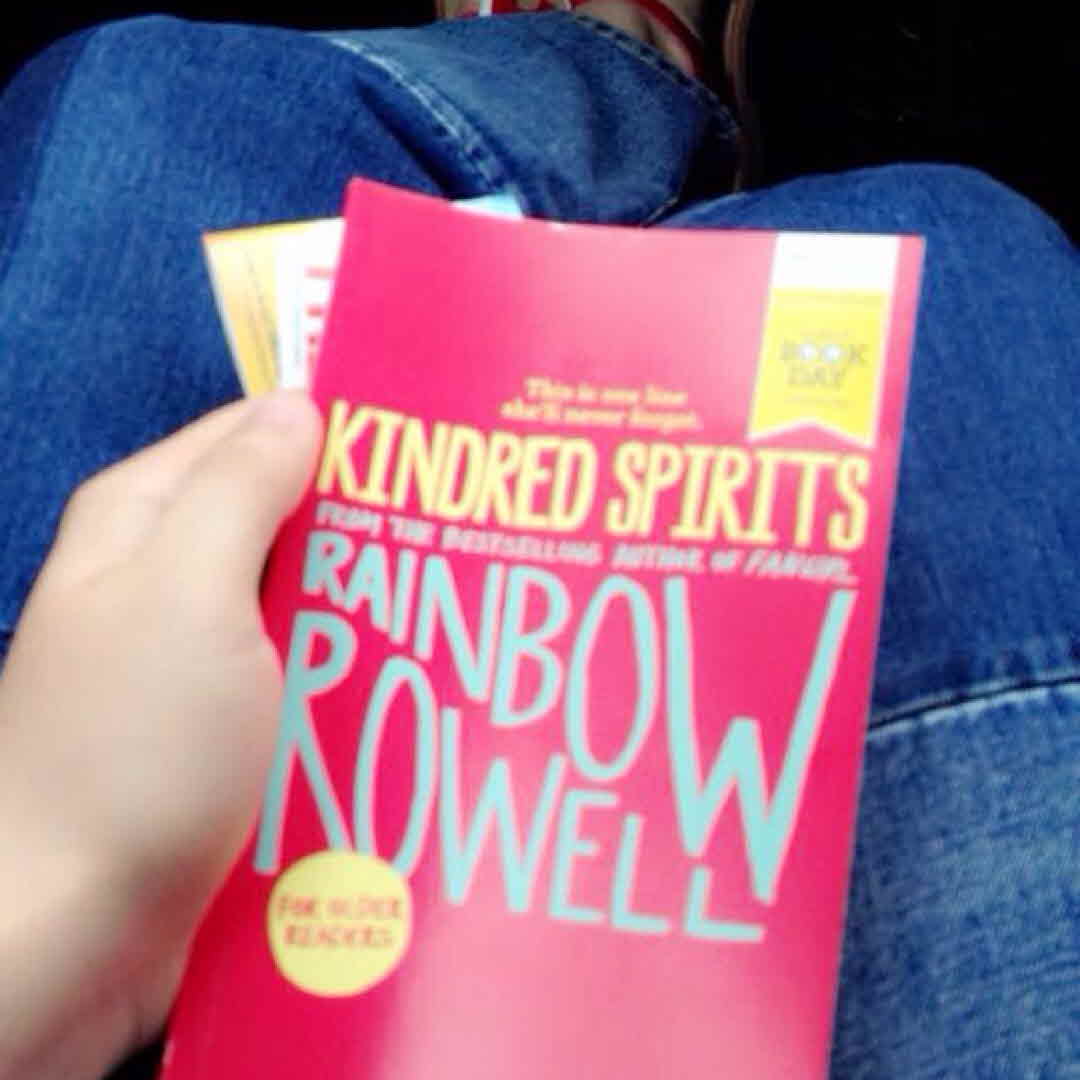 BOOK
DAY
This is one line
she'll never forget.
KINDRED SPIRITS
FROM THE BESTSELLING AUTHOR OF FANGIRL
RAINBOW
ROWELL
FOR OLDER
READERS